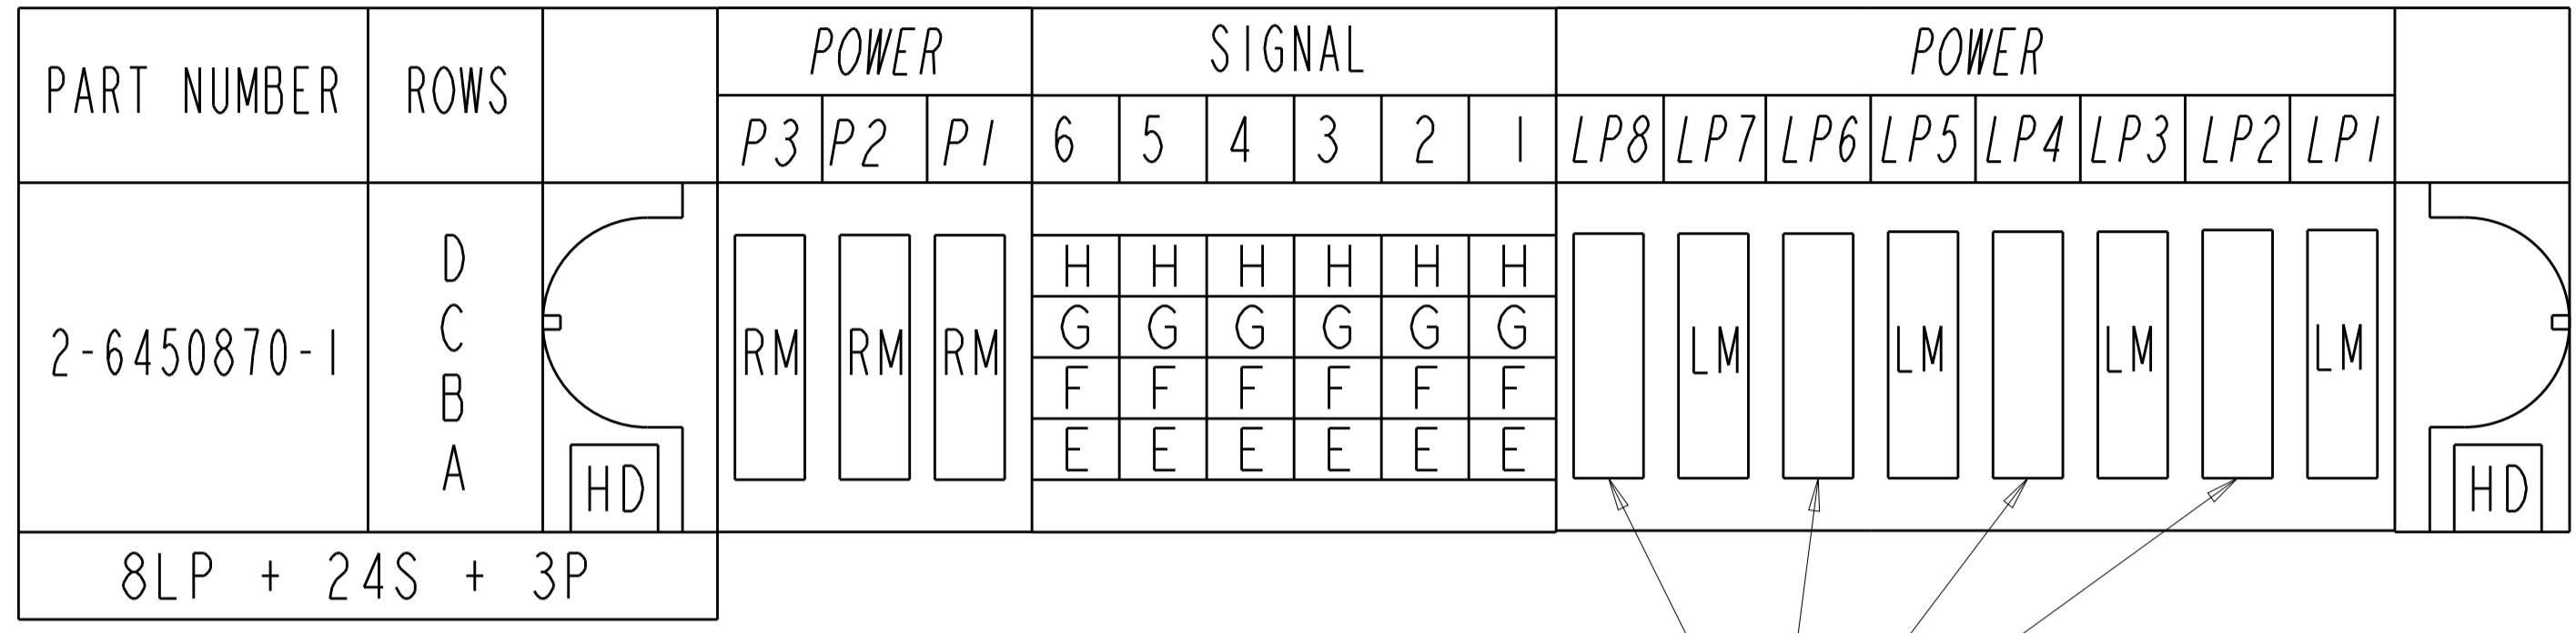 PART NUMBER ROWS POWER SIGNAL POWER
P3 P2 P1 6 5 4 3 2 1 LP8 LP7 LP6 LP5 LP4 LP3 LP2 LP1
2-6450870-1
D
C
B
A
HD
RM RM RM
H H H H H H
G G G G G G
F F F F F F
E E E E E E
LM LM LM LM
HD
8LP + 24S + 3P